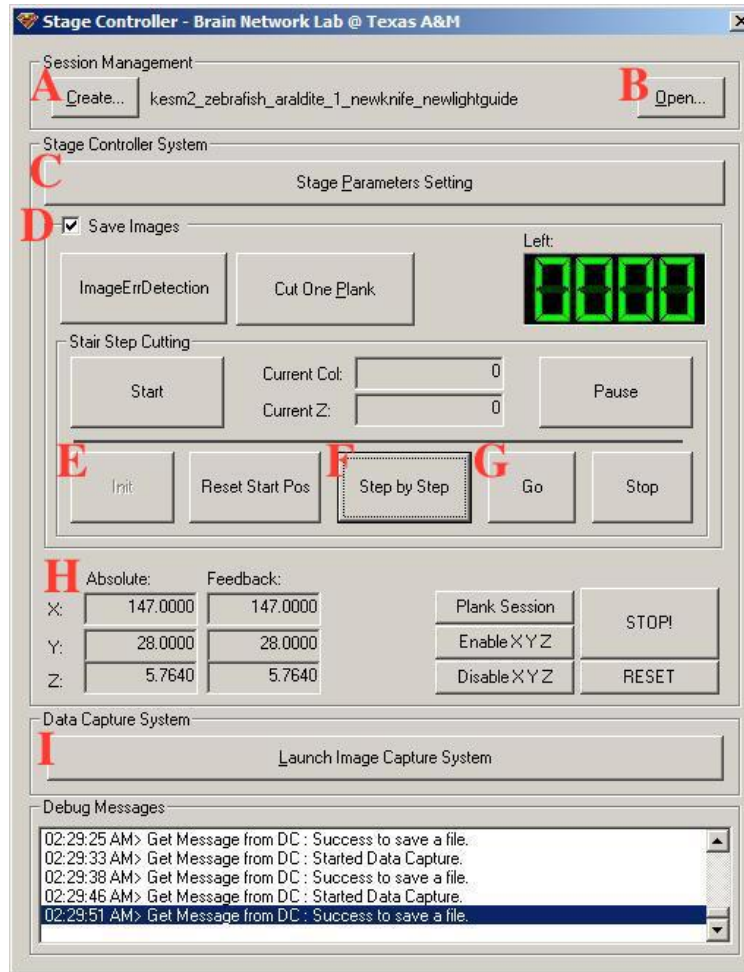 Stage Controller - Brain Network Lab @ Texas A&M
Session Management
A Create... kesm2_zebrafish_araldite_1_newknife_newlightguide B Open...
Stage Controller System
C Stage Parameters Setting
D Save Images
Left:
ImageErrDetection Cut One Plank 0000
Stair Step Cutting
Start Current Col: 0 Pause
Current Z: 0
E Init Reset Start Pos F Step by Step G Go Stop
H Absolute: Feedback:
X: 147.0000 147.0000 Plank Session STOP!
Y: 28.0000 28.0000 Enable X Y Z
Z: 5.7640 5.7640 Disable X Y Z RESET
Data Capture System
I Launch Image Capture System
Debug Messages
02:29:25 AM> Get Message from DC : Success to save a file.
02:29:33 AM> Get Message from DC : Started Data Capture.
02:29:38 AM> Get Message from DC : Success to save a file.
02:29:46 AM> Get Message from DC : Started Data Capture.
02:29:51 AM> Get Message from DC : Success to save a file.